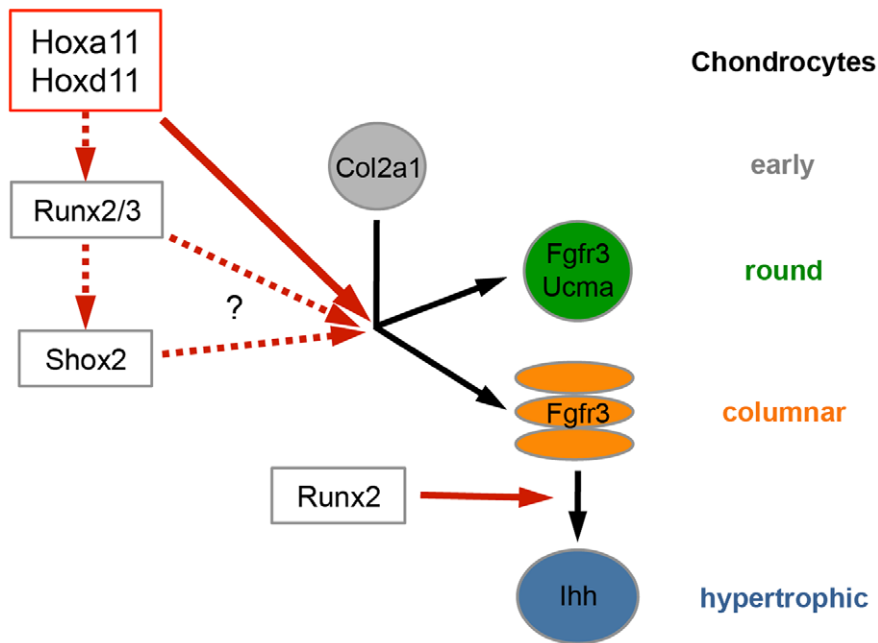 Hoxa11
Hoxd11
Chondrocytes
Col2a1
early
Runx2/3
Fgfr3
Ucma
round
?
Shox2
Fgfr3
columnar
Runx2
Ihh
hypertrophic